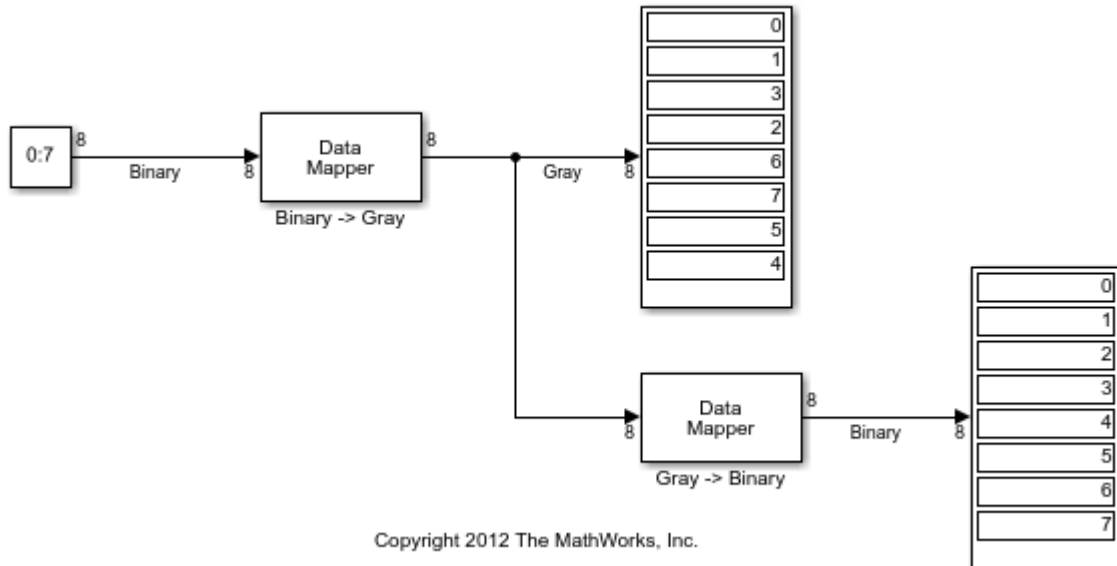 0:7
8
Binary
8
Data
Mapper
Binary -> Gray
8
Gray
8
0
1
3
2
6
7
5
4
8
Data
Mapper
Gray -> Binary
8
Binary
8
0
1
2
3
4
5
6
7
Copyright 2012 The MathWorks, Inc.